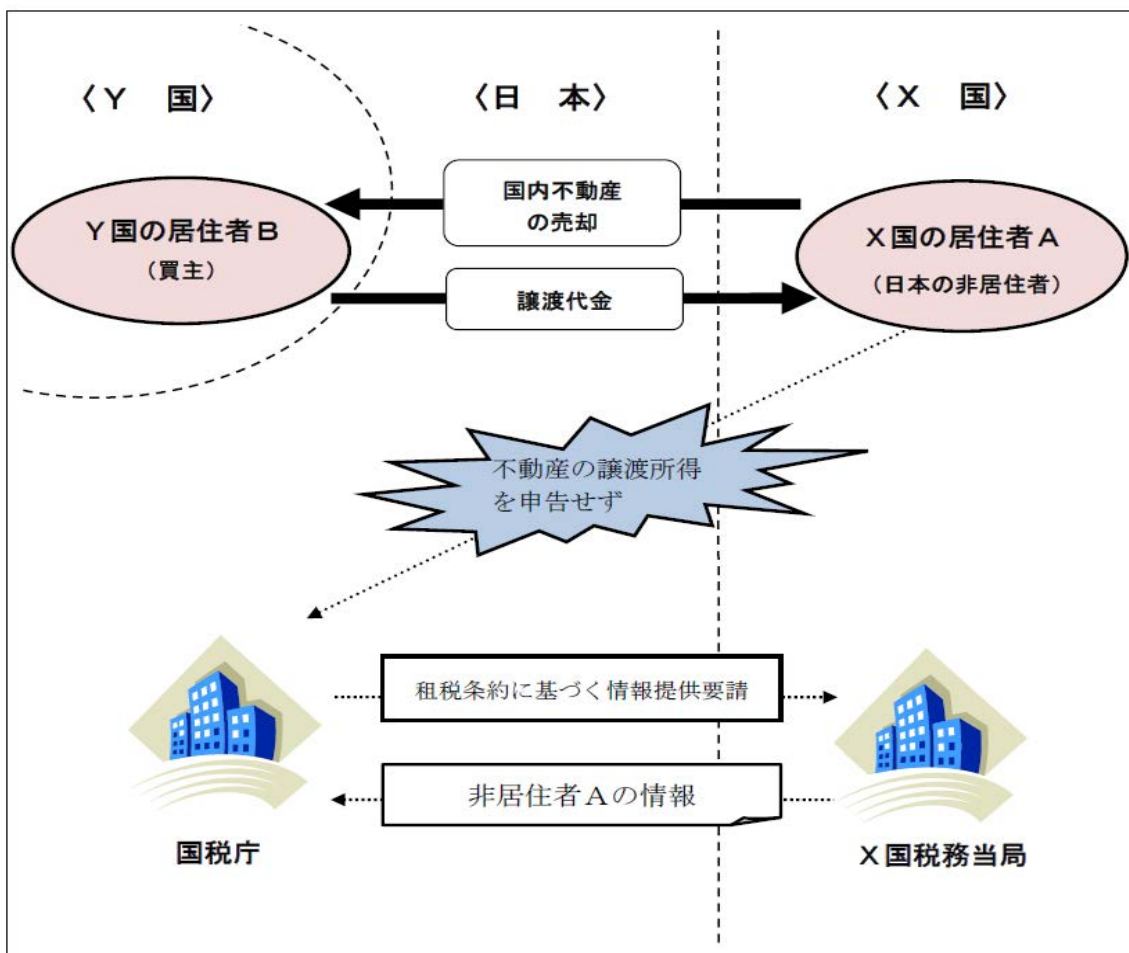 〈Y　国〉
〈日　本〉
〈X　国〉
国内不動産
の売却
Y国の居住者B
（買主）
X国の居住者A
（日本の非居住者）
譲渡代金
不動産の譲渡所得
を申告せず
租税条約に基づく情報提供要請
非居住者Aの情報
国税庁
X国税務当局